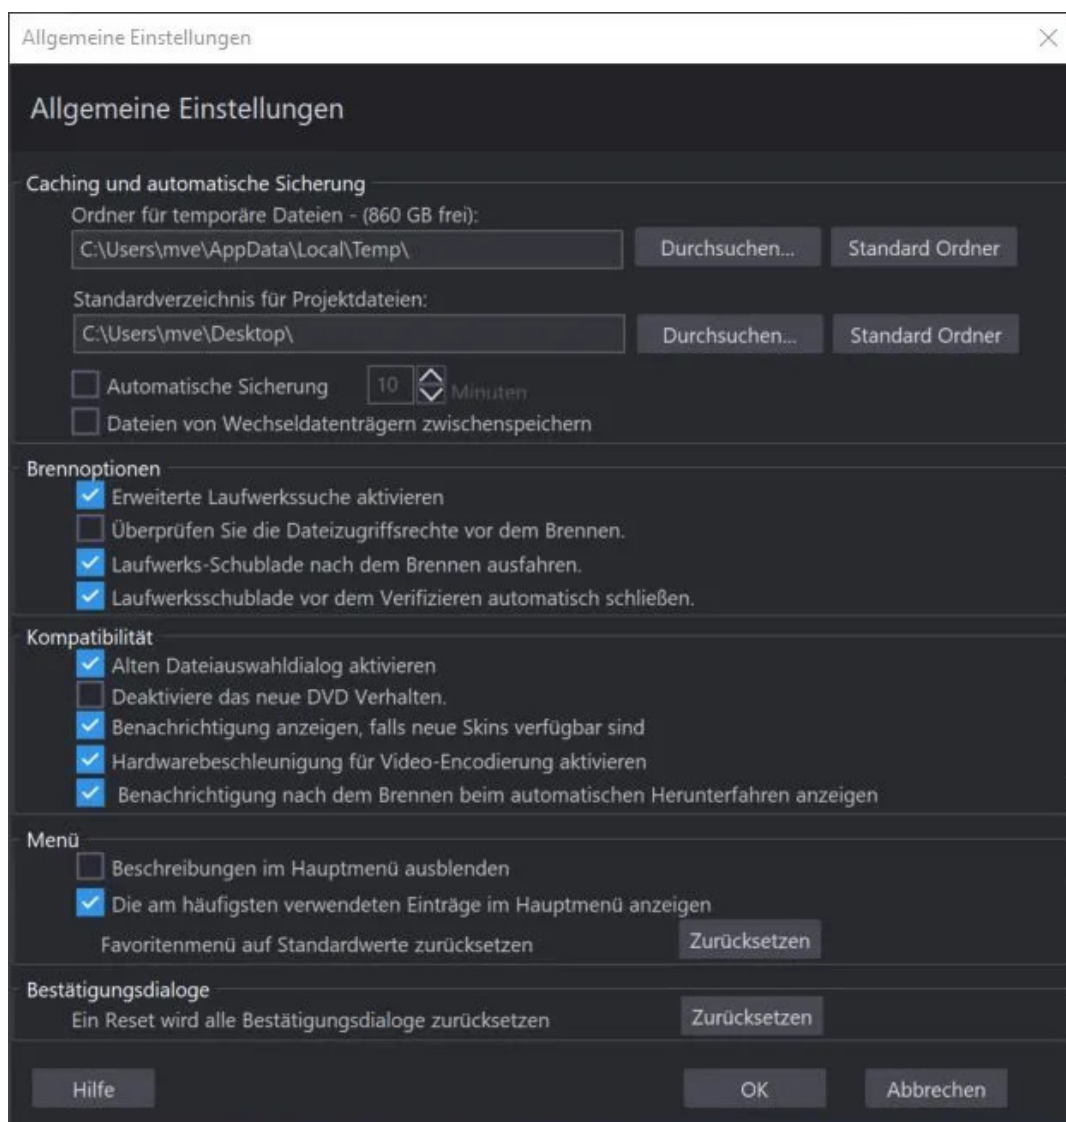 Allgemeine Einstellungen
Allgemeine Einstellungen
Caching und automatische Sicherung
Ordner für temporäre Dateien - (860 GB frei):
C:\Users\mve\AppData\Local\Temp\ Durchsuchen... Standard Ordner
Standardverzeichnis für Projektdateien:
C:\Users\mve\Desktop\ Durchsuchen... Standard Ordner
Automatische Sicherung 10 Minuten
Dateien von Wechseldatenträgern zwischenspeichern
Brennoptionen
Erweiterte Laufwerkssuche aktivieren
Überprüfen Sie die Dateizugriffsrechte vor dem Brennen.
Laufwerks-Schublade nach dem Brennen ausfahren.
Laufwerksschublade vor dem Verifizieren automatisch schließen.
Kompatibilität
Alten Dateiauswahldialog aktivieren
Deaktiviere das neue DVD Verhalten.
Benachrichtigung anzeigen, falls neue Skins verfügbar sind
Hardwarebeschleunigung für Video-Encodierung aktivieren
Benachrichtigung nach dem Brennen beim automatischen Herunterfahren anzeigen
Menü
Beschreibungen im Hauptmenü ausblenden
Die am häufigsten verwendeten Einträge im Hauptmenü anzeigen
Favoritenmenü auf Standardwerte zurücksetzen Zurücksetzen
Bestätigungsdialoge
Ein Reset wird alle Bestätigungsdialoge zurücksetzen Zurücksetzen
Hilfe OK Abbrechen